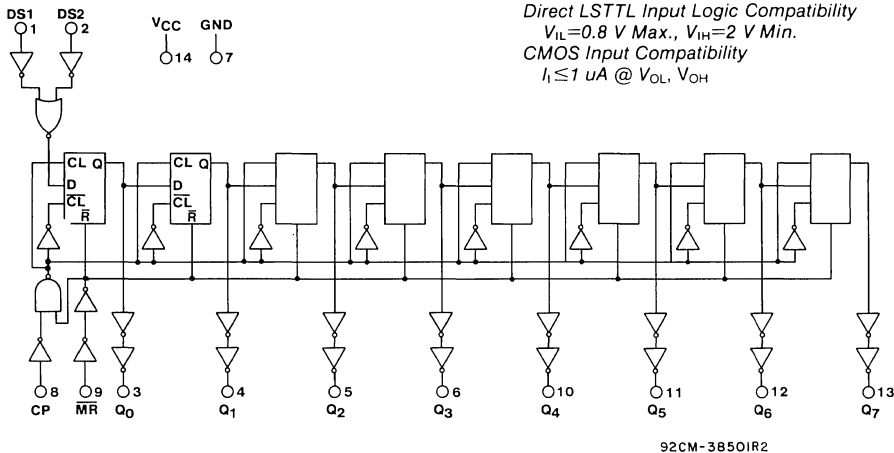 DS1 DS2
1 2
VCC GND
14 7
Direct LSTTL Input Logic Compatibility
VIL=0.8 V Max., VIH=2 V Min.
CMOS Input Compatibility
II≤1 uA @ VOL, VOH
CL Q
D
CL̅
R̅
CL Q
D
CL̅
R̅
8 9 3 4 5 6 10 11 12 13
CP M̅R̅ Q0 Q1 Q2 Q3 Q4 Q5 Q6 Q7
92CM-38501R2